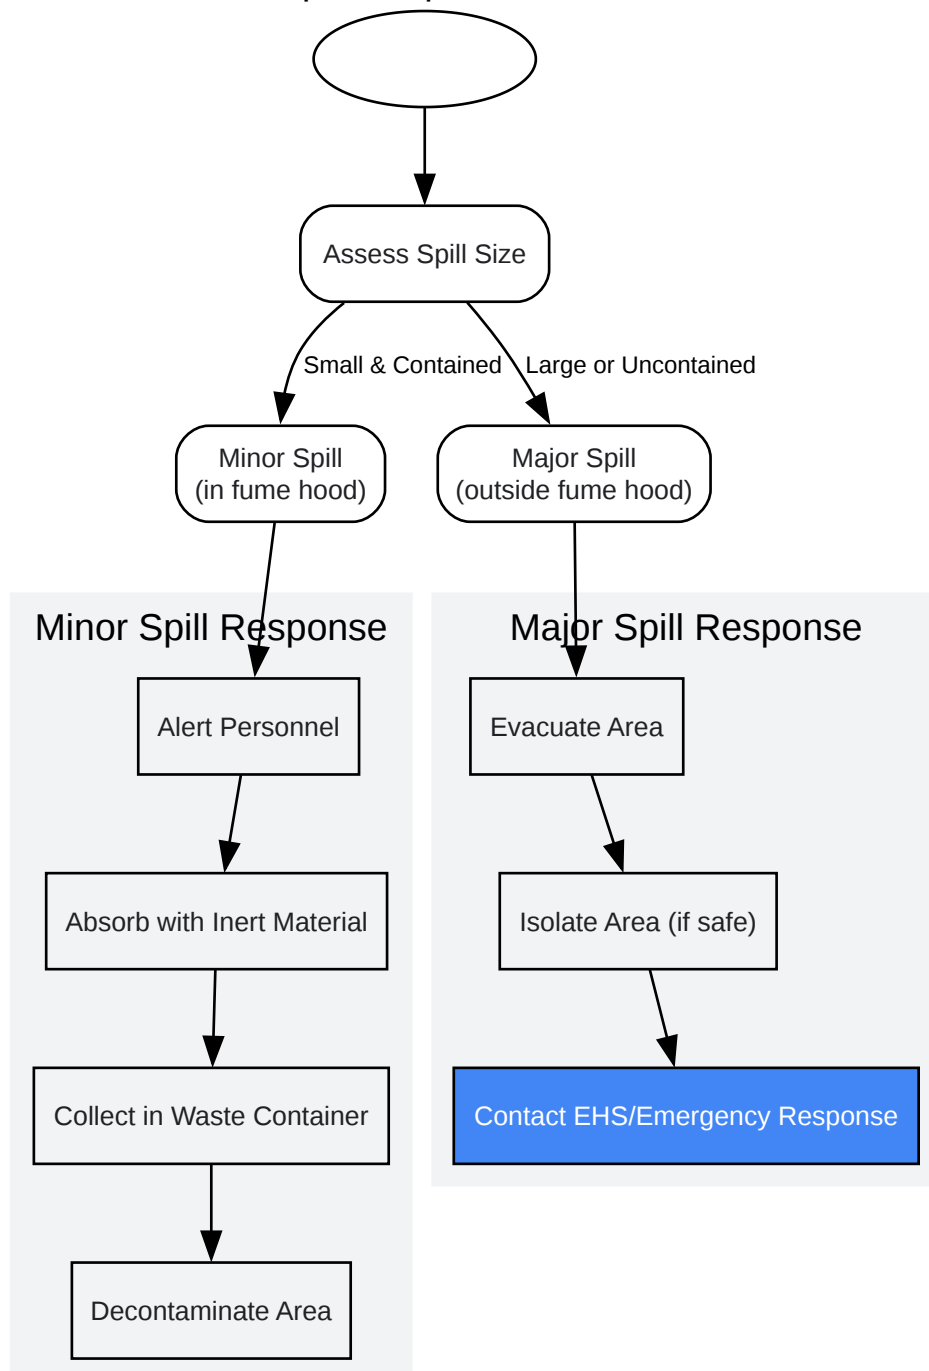 Assess Spill Size
Small & Contained
Large or Uncontained
Minor Spill
(in fume hood)
Major Spill
(outside fume hood)
Minor Spill Response
Major Spill Response
Alert Personnel
Evacuate Area
Absorb with Inert Material
Isolate Area (if safe)
Collect in Waste Container
Contact EHS/Emergency Response
Decontaminate Area